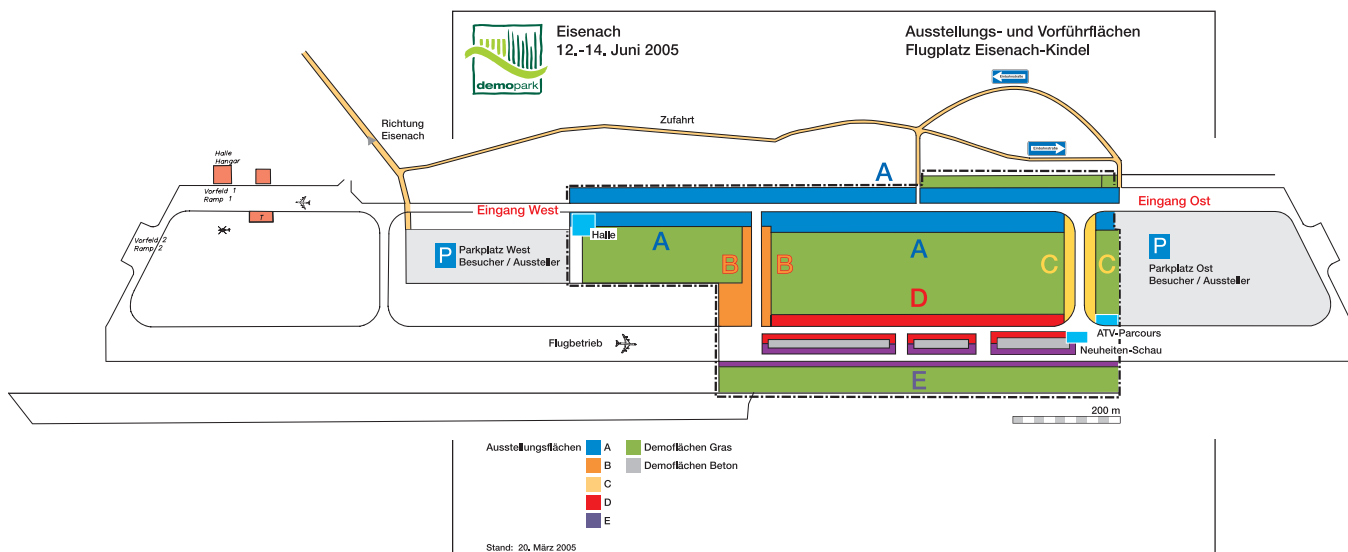 Eisenach
12.-14. Juni 2005
demopark
Ausstellungs- und Vorführflächen
Flugplatz Eisenach-Kindel
Einbahnstraße
Richtung
Eisenach
Zufahrt
Einbahnstraße
Halle
Hangar
Vorfeld 1
Ramp 1
A
Eingang West
Eingang Ost
T
Vorfeld 2
Ramp 2
Halle
P
Parkplatz West
Besucher / Aussteller
A
B
B
A
C
C
P
Parkplatz Ost
Besucher / Aussteller
D
ATV-Parcours
Flugbetrieb
Neuheiten-Schau
E
200 m
Ausstellungsflächen
A
Demoflächen Gras
B
Demoflächen Beton
C
D
E
Stand: 20. März 2005